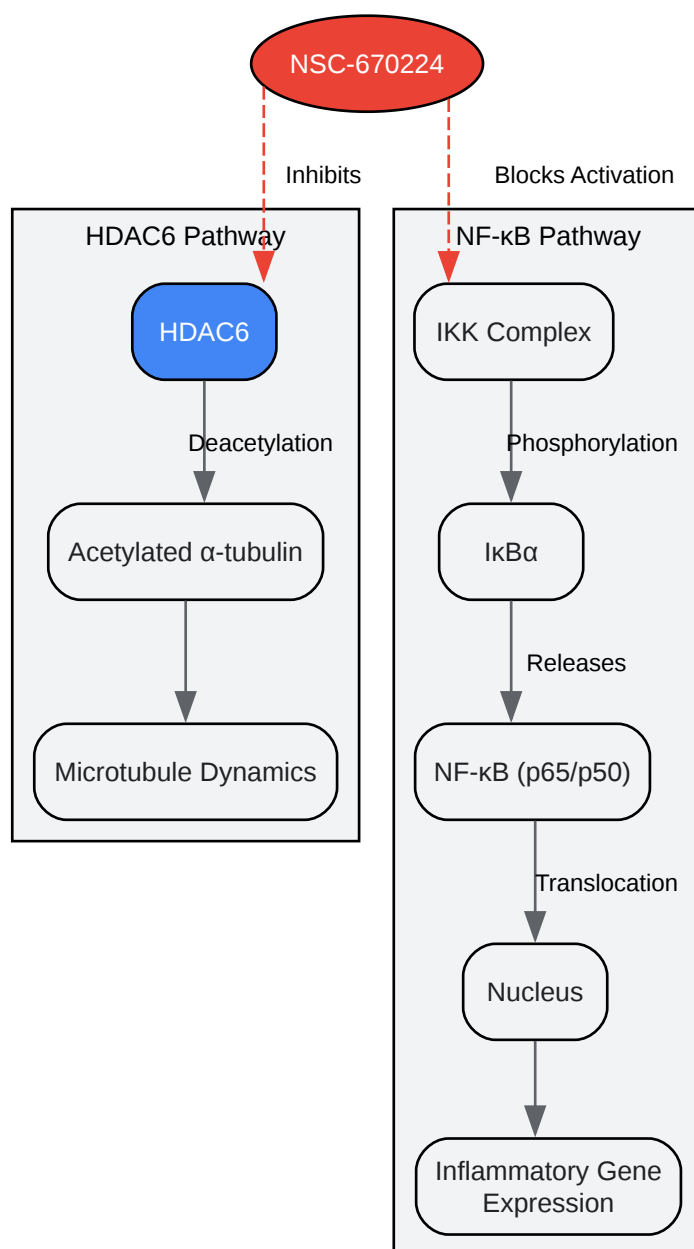 NSC-670224
Inhibits
Blocks Activation
HDAC6 Pathway
NF-κB Pathway
HDAC6
IKK Complex
Deacetylation
Phosphorylation
Acetylated α-tubulin
IκBα
Releases
Microtubule Dynamics
NF-κB (p65/p50)
Translocation
Nucleus
Inflammatory Gene
Expression